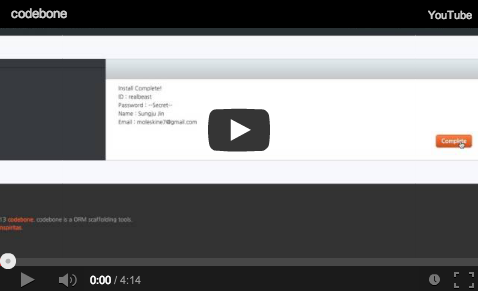 codebone
YouTube
Install Complete!
ID : realbeast
Password : --Secret--
Name : Sungju Jin
Email : moleskine7@gmail.com
Complete
13 codebone. codebone is a ORM scaffolding tools.
0:00 / 4:14